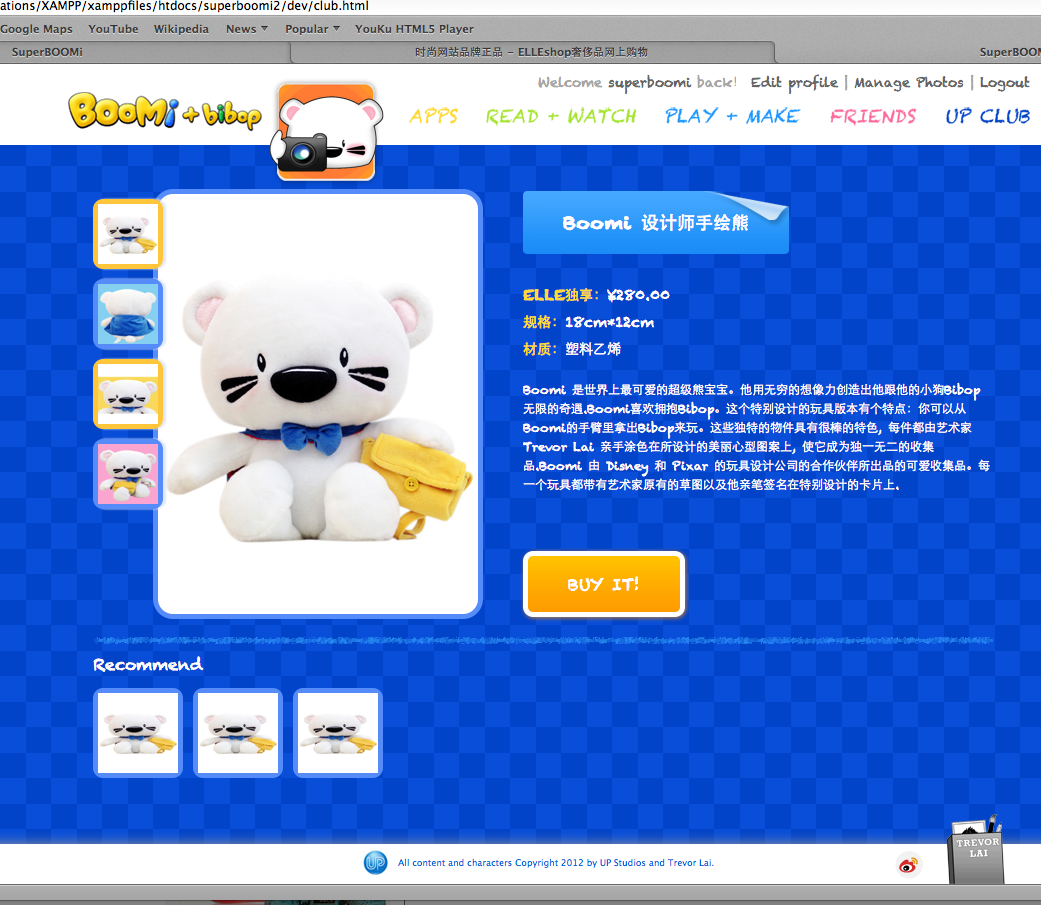 ations/XAMPP/xamppfiles/htdocs/superboomi2/dev/club.html
Google Maps YouTube Wikipedia News Popular YouKu HTML5 Player
SuperBOOMi 时尚网站品牌正品 - ELLEshop奢侈品网上购物 SuperBOOM
Welcome superboomi back! Edit profile | Manage Photos | Logout
BOOMi + bibop APPS READ + WATCH PLAY + MAKE FRIENDS UP CLUB
Boomi 设计师手绘熊
ELLE独享：¥280.00
规格：18cm*12cm
材质：塑料乙烯
Boomi 是世界上最可爱的超级熊宝宝。他用无穷的想像力创造出他跟他的小狗Bibop
无限的奇遇.Boomi喜欢拥抱Bibop。这个特别设计的玩具版本有个特点：你可以从
Boomi的手臂里拿出Bibop来玩。这些独特的物件具有很棒的特色, 每件都由艺术家
Trevor Lai 亲手涂色在所设计的美丽心型图案上, 使它成为独一无二的收集
品.Boomi 由 Disney 和 Pixar 的玩具设计公司的合作伙伴所出品的可爱收集品。每
一个玩具都带有艺术家原有的草图以及他亲笔签名在特别设计的卡片上。
BUY IT!
Recommend
UP All content and characters Copyright 2012 by UP Studios and Trevor Lai.
TREVOR
LAI